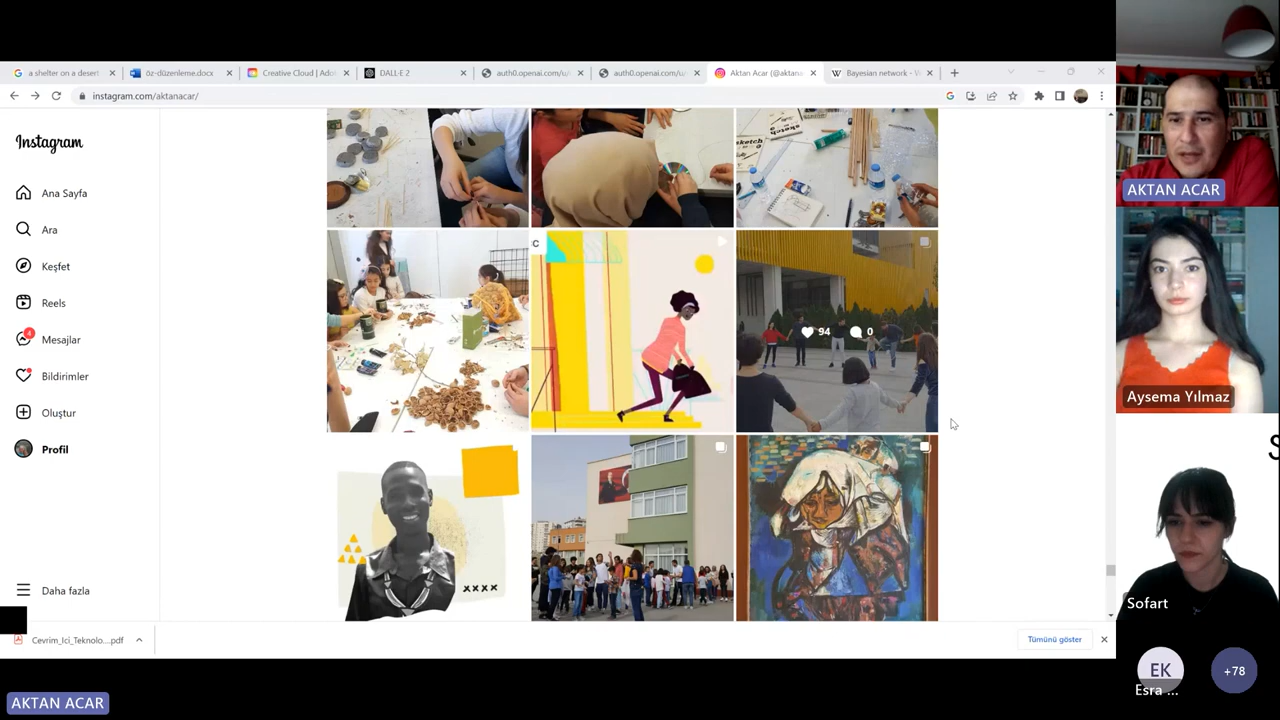 a shelter on a desert
öz-düzenleme.docx
Creative Cloud | Ado
DALL·E 2
auth0.openai.com/u/
auth0.openai.com/u/
Aktan Acar (@aktana
Bayesian network - W
instagram.com/aktanacar/
Instagram
Ana Sayfa
Ara
Keşfet
Reels
4
Mesajlar
Bildirimler
Oluştur
Profil
Daha fazla
sketch
C
94
0
Cevrim_Ici_Teknolo....pdf
Tümünü göster
AKTAN ACAR
AKTAN ACAR
Aysema Yılmaz
S
Sofart
EK
Esra ...
+78